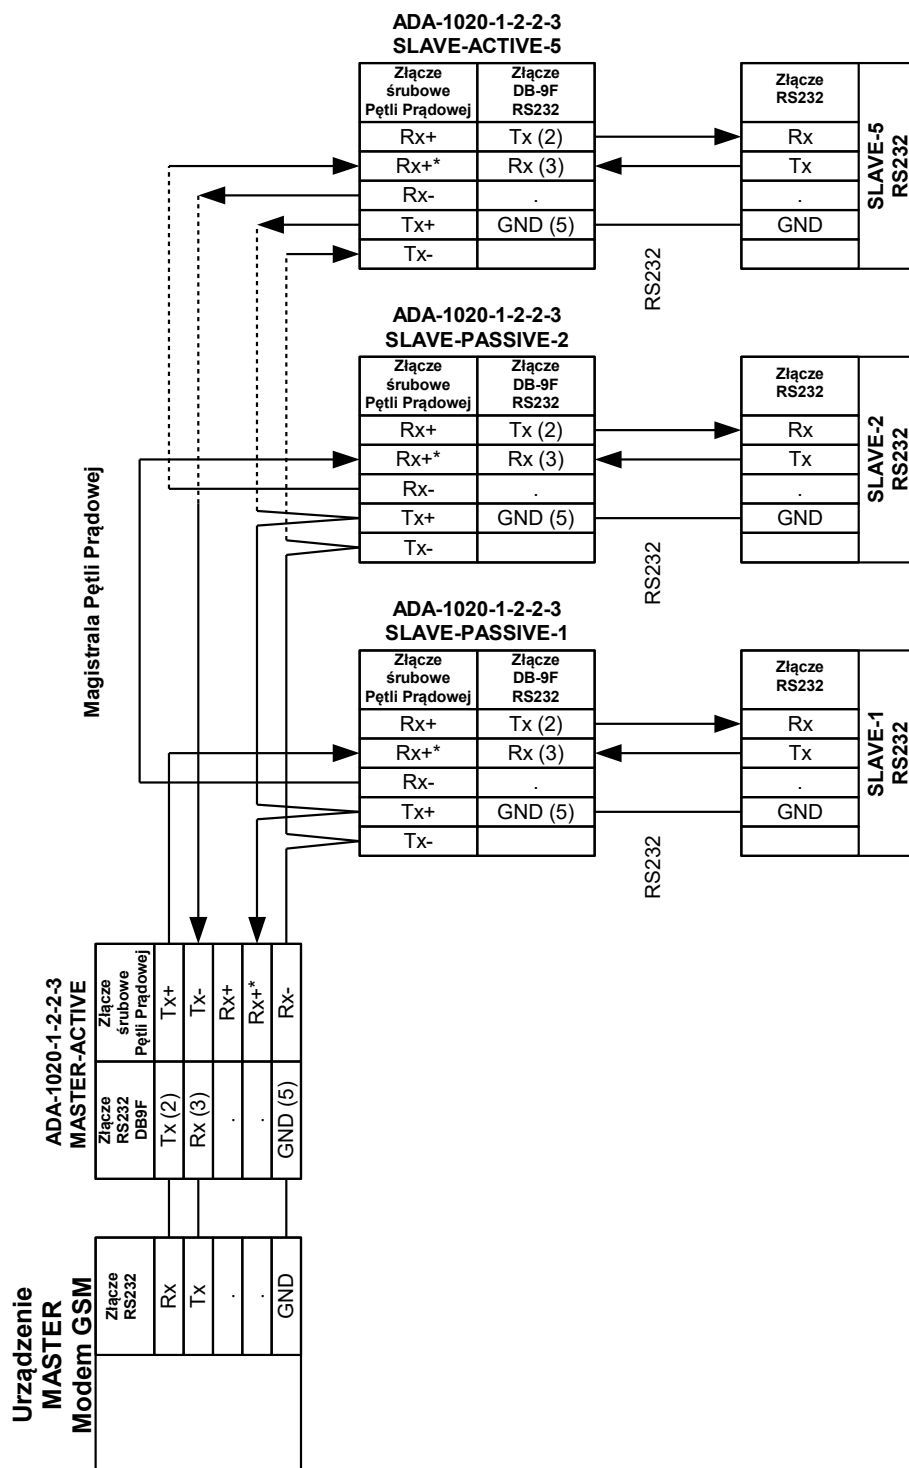 ADA-1020-1-2-2-3
SLAVE-ACTIVE-5
Złącze
śrubowe
Pętli Prądowej
Złącze
DB-9F
RS232
Rx+
Tx (2)
Rx+*
Rx (3)
Rx-
.
Tx+
GND (5)
Tx-
RS232
Złącze
RS232
Rx
Tx
.
GND
SLAVE-5
RS232
ADA-1020-1-2-2-3
SLAVE-PASSIVE-2
Złącze
śrubowe
Pętli Prądowej
Złącze
DB-9F
RS232
Rx+
Tx (2)
Rx+*
Rx (3)
Rx-
.
Tx+
GND (5)
Tx-
RS232
Złącze
RS232
Rx
Tx
.
GND
SLAVE-2
RS232
Magistrala Pętli Prądowej
ADA-1020-1-2-2-3
SLAVE-PASSIVE-1
Złącze
śrubowe
Pętli Prądowej
Złącze
DB-9F
RS232
Rx+
Tx (2)
Rx+*
Rx (3)
Rx-
.
Tx+
GND (5)
Tx-
RS232
Złącze
RS232
Rx
Tx
.
GND
SLAVE-1
RS232
ADA-1020-1-2-2-3
MASTER-ACTIVE
Złącze
śrubowe
Pętli Prądowej
Tx+
Tx-
Rx+
Rx+*
Rx-
Złącze
RS232
DB9F
Tx (2)
Rx (3)
.
.
GND (5)
Urządzenie
MASTER
Modem GSM
Złącze
RS232
Rx
Tx
.
.
GND